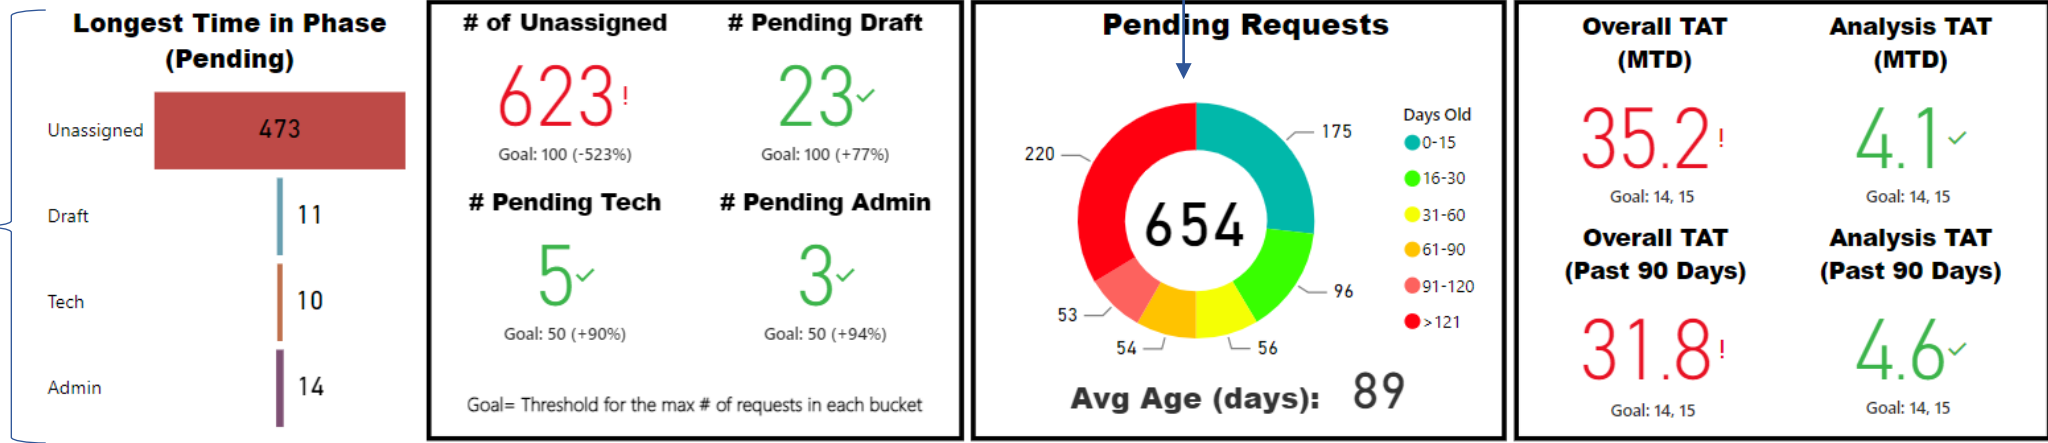 Longest Time in Phase
(Pending)
Unassigned
473
Draft
11
Tech
10
Admin
14
# of Unassigned
623!
Goal: 100 (-523%)
# Pending Draft
23✓
Goal: 100 (+77%)
# Pending Tech
5✓
Goal: 50 (+90%)
# Pending Admin
3✓
Goal: 50 (+94%)
Goal= Threshold for the max # of requests in each bucket
Pending Requests
175
220
654
96
53
54
56
Days Old
0-15
16-30
31-60
61-90
91-120
>121
Avg Age (days): 89
Overall TAT
(MTD)
35.2!
Goal: 14, 15
Analysis TAT
(MTD)
4.1✓
Goal: 14, 15
Overall TAT
(Past 90 Days)
31.8!
Goal: 14, 15
Analysis TAT
(Past 90 Days)
4.6✓
Goal: 14, 15